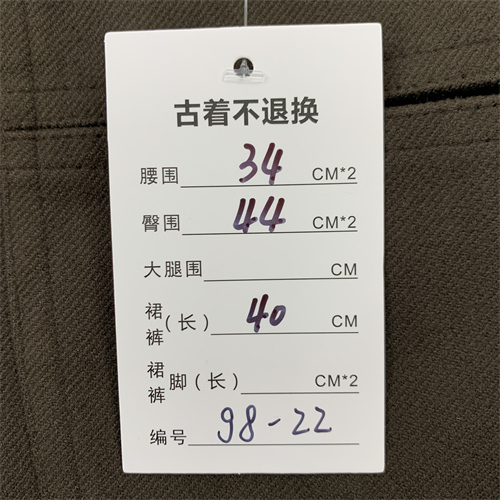 古着不退换
腰围 34 CM*2
臀围 44 CM*2
大腿围 CM
裙裤(长) 40 CM
裙裤脚(长) CM*2
编号 98-22